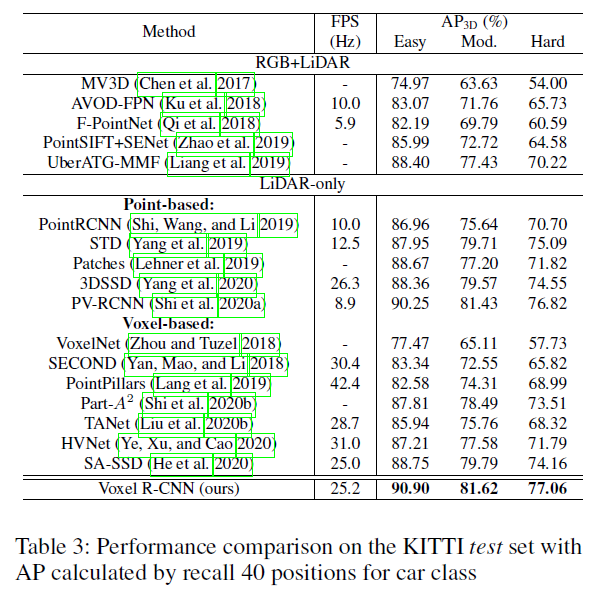 Method FPS (Hz) AP3D (%)
Easy Mod. Hard
RGB+LiDAR
MV3D (Chen et al. 2017) - 74.97 63.63 54.00
AVOD-FPN (Ku et al. 2018) 10.0 83.07 71.76 65.73
F-PointNet (Qi et al. 2018) 5.9 82.19 69.79 60.59
PointSIFT+SENet (Zhao et al. 2019) - 85.99 72.72 64.58
UberATG-MMF (Liang et al. 2019) - 88.40 77.43 70.22
LiDAR-only
Point-based:
PointRCNN (Shi, Wang, and Li 2019) 10.0 86.96 75.64 70.70
STD (Yang et al. 2019) 12.5 87.95 79.71 75.09
Patches (Lehner et al. 2019) - 88.67 77.20 71.82
3DSSD (Yang et al. 2020) 26.3 88.36 79.57 74.55
PV-RCNN (Shi et al. 2020a) 8.9 90.25 81.43 76.82
Voxel-based:
VoxelNet (Zhou and Tuzel 2018) - 77.47 65.11 57.73
SECOND (Yan, Mao, and Li 2018) 30.4 83.34 72.55 65.82
PointPillars (Lang et al. 2019) 42.4 82.58 74.31 68.99
Part-A² (Shi et al. 2020b) - 87.81 78.49 73.51
TANet (Liu et al. 2020b) 28.7 85.94 75.76 68.32
HVNet (Ye, Xu, and Cao 2020) 31.0 87.21 77.58 71.79
SA-SSD (He et al. 2020) 25.0 88.75 79.79 74.16
Voxel R-CNN (ours) 25.2 90.90 81.62 77.06
Table 3: Performance comparison on the KITTI test set with
AP calculated by recall 40 positions for car class